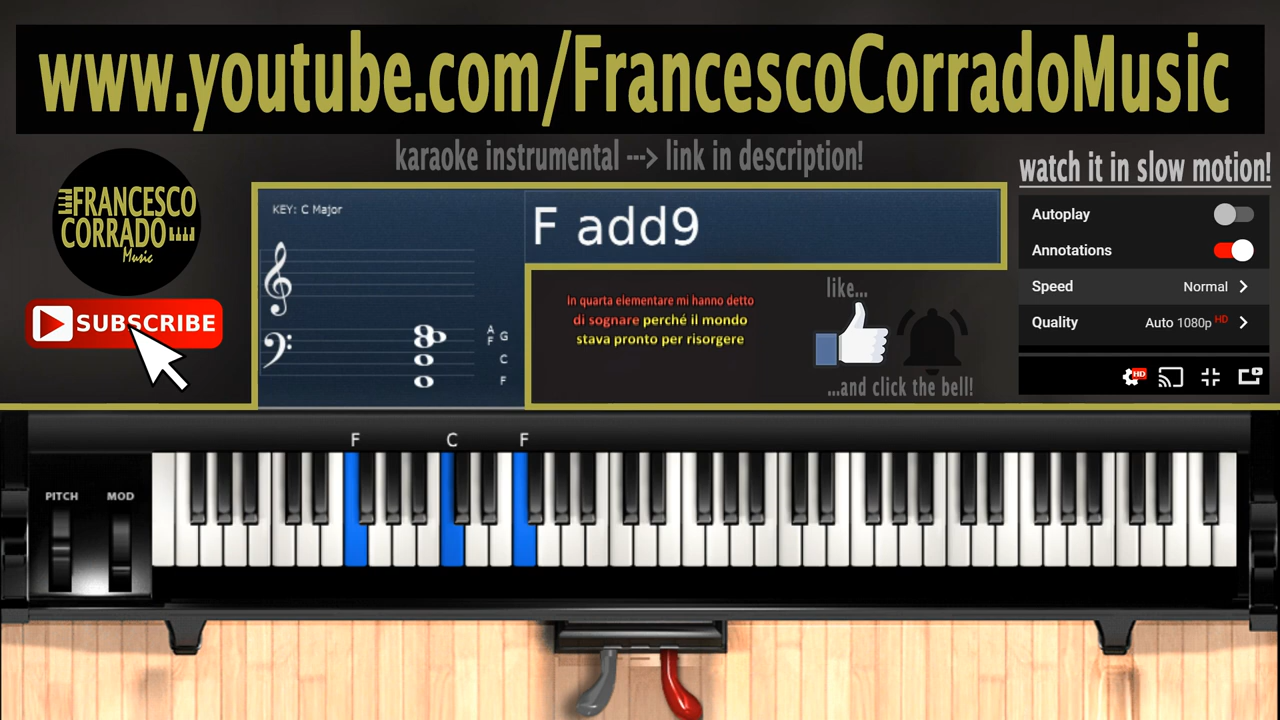 www.youtube.com/FrancescoCorradoMusic
karaoke instrumental ---> link in description!
watch it in slow motion!
FRANCESCO
CORRADO
Music
SUBSCRIBE
KEY: C Major
F add9
A
F G
C
F
In quarta elementare mi hanno detto
di sognare perché il mondo
stava pronto per risorgere
like...
...and click the bell!
Autoplay
Annotations
Speed Normal
Quality Auto 1080p HD
HD
F C F
PITCH MOD